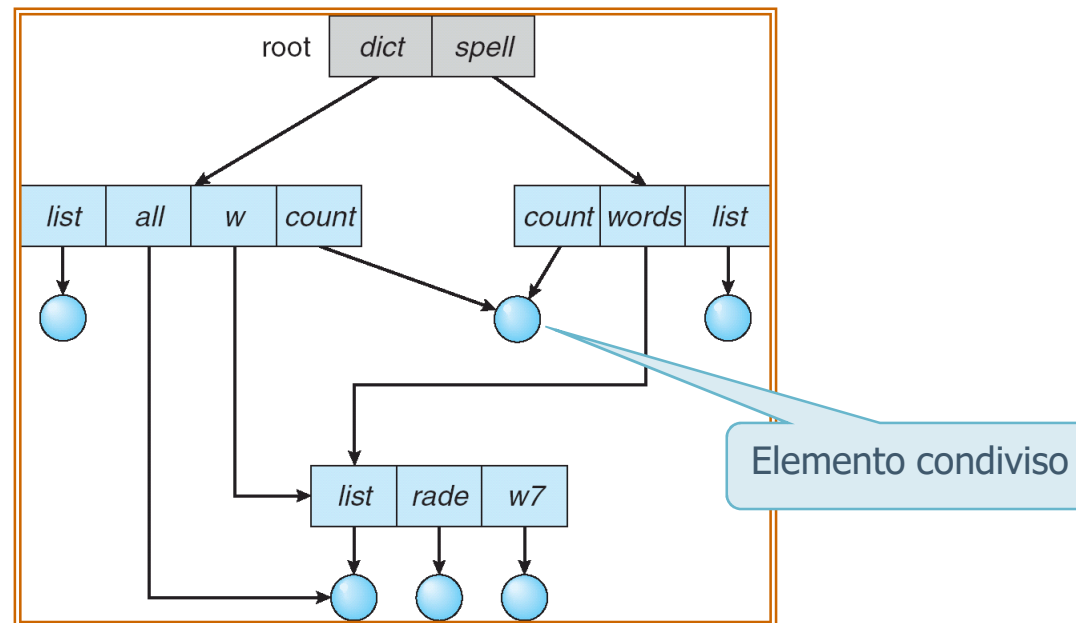 root dict spell
list all w count count words list
Elemento condiviso
list rade w7